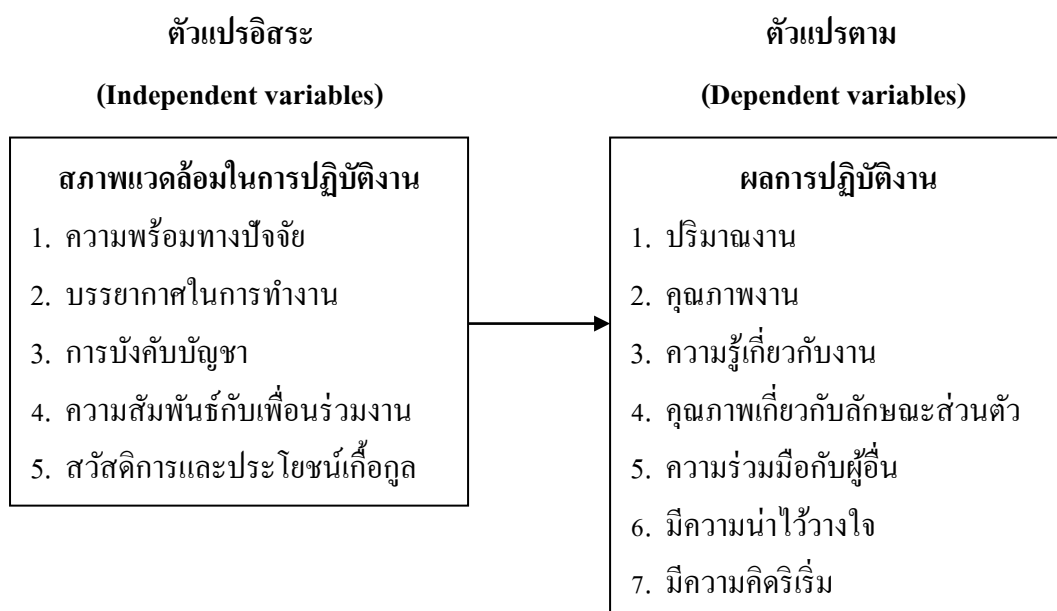 ตัวแปรอิสระ
(Independent variables)
สภาพแวดล้อมในการปฏิบัติงาน
1. ความพร้อมทางปัจจัย
2. บรรยากาศในการทำงาน
3. การบังคับบัญชา
4. ความสัมพันธ์กับเพื่อนร่วมงาน
5. สวัสดิการและประโยชน์เกื้อกูล
ตัวแปรตาม
(Dependent variables)
ผลการปฏิบัติงาน
1. ปริมาณงาน
2. คุณภาพงาน
3. ความรู้เกี่ยวกับงาน
4. คุณภาพเกี่ยวกับลักษณะส่วนตัว
5. ความร่วมมือกับผู้อื่น
6. มีความน่าไว้วางใจ
7. มีความคิดริเริ่ม